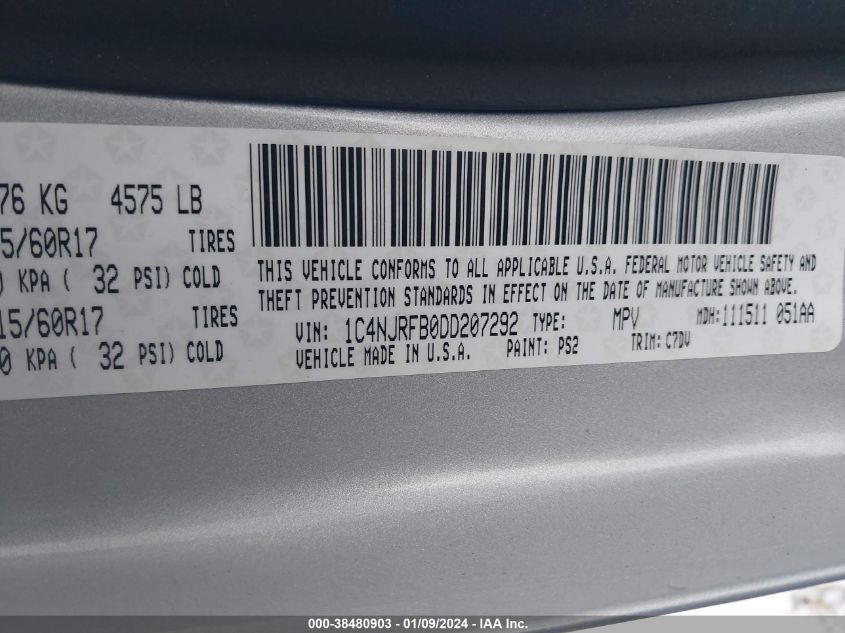 76 KG 4575 LB
5/60R17 TIRES
KPA ( 32 PSI) COLD
15/60R17 TIRES
0 KPA ( 32 PSI) COLD
THIS VEHICLE CONFORMS TO ALL APPLICABLE U.S.A. FEDERAL MOTOR VEHICLE SAFETY AND
THEFT PREVENTION STANDARDS IN EFFECT ON THE DATE OF MANUFACTURE SHOWN ABOVE.
VIN: 1C4NJRFB0DD207292 TYPE: MPV MDH: 111511 051AA
VEHICLE MADE IN U.S.A. PAINT: PS2 TRIM: C7DV
000-38480903 - 01/09/2024 - IAA Inc.